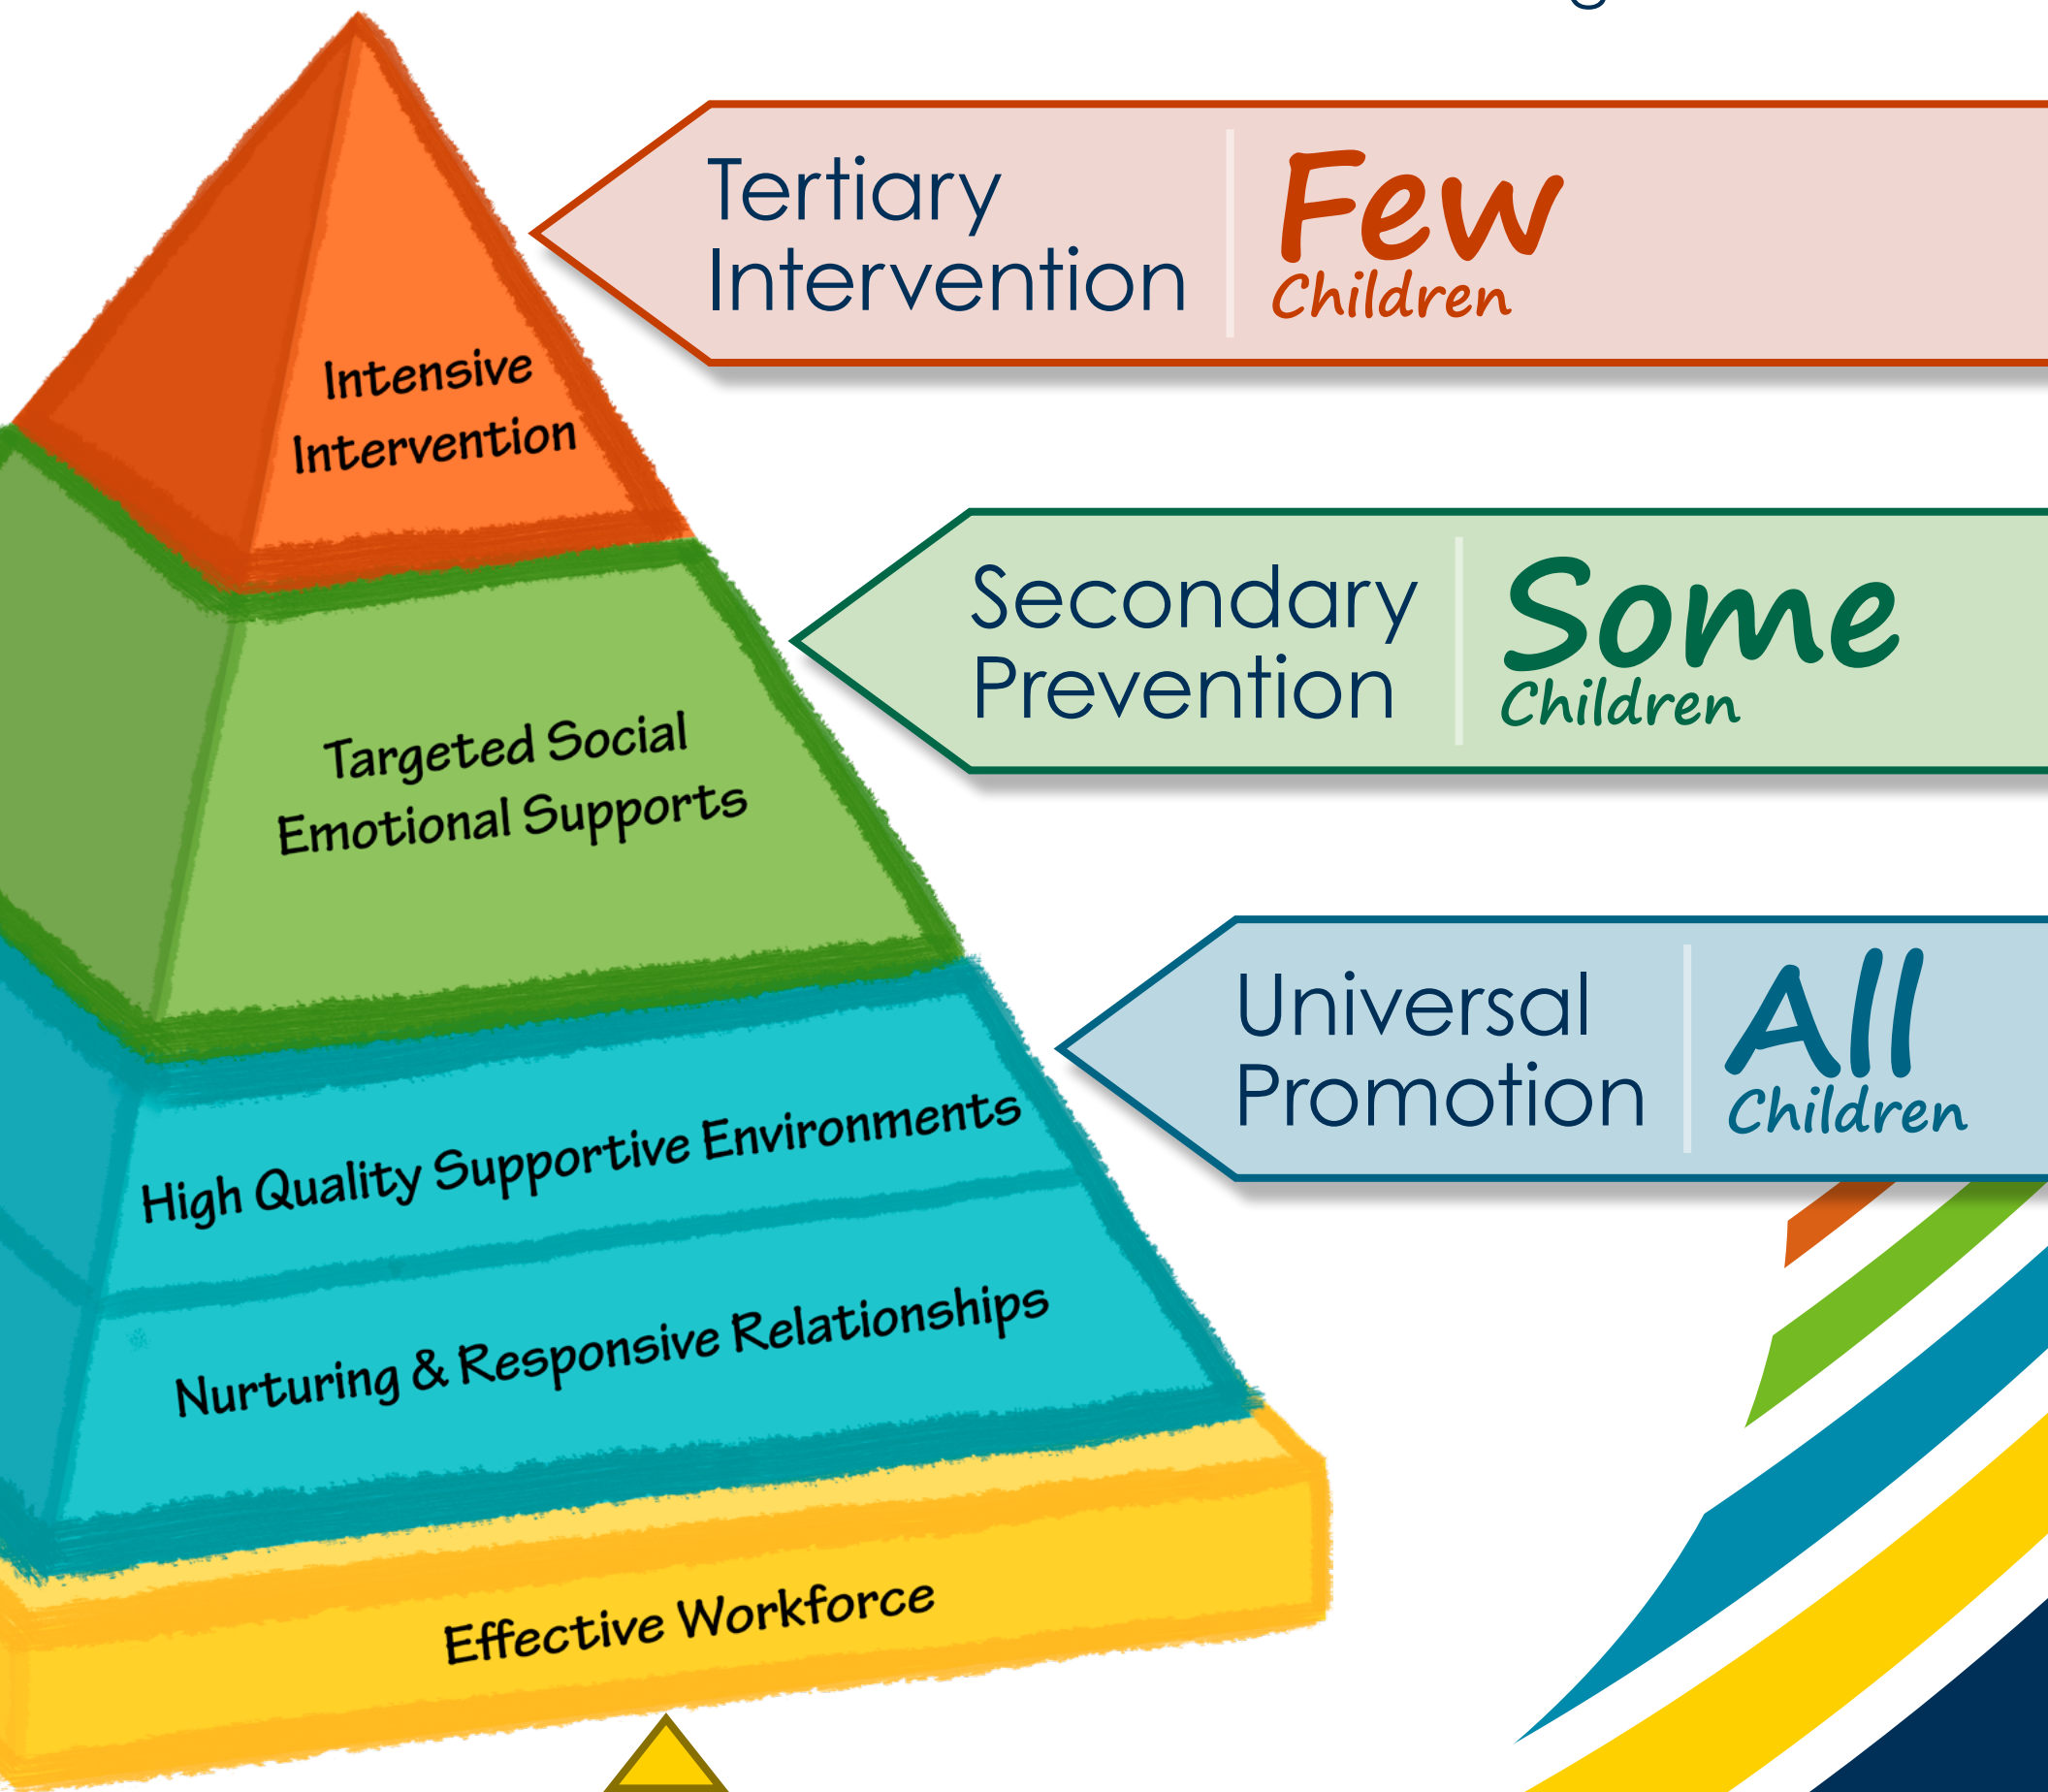 Tertiary
Intervention
Few
Children
Intensive
Intervention
Secondary
Prevention
Some
Children
Targeted Social
Emotional Supports
Universal
Promotion
All
Children
High Quality Supportive Environments
Nurturing & Responsive Relationships
Effective Workforce